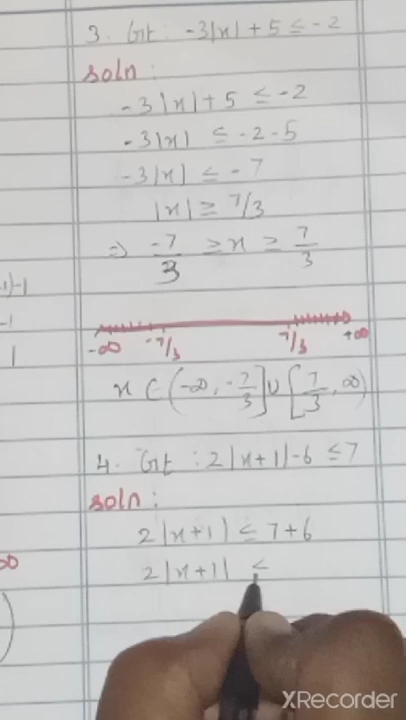 3. Gt: -3|x| + 5 ≤ -2
soln:
-3|x| + 5 ≤ -2
-3|x| ≤ -2-5
-3|x| ≤ -7
|x| ≥ 7/3
⇒ -7/3 ≥ x ≥ 7/3
-∞ -7/3 7/3 +∞
x ∈ (-∞, -7/3] ∪ [7/3, ∞)
4. Gt: 2|x+1|-6 ≤ 7
soln:
2|x+1| ≤ 7+6
2|x+1| ≤
XRecorder